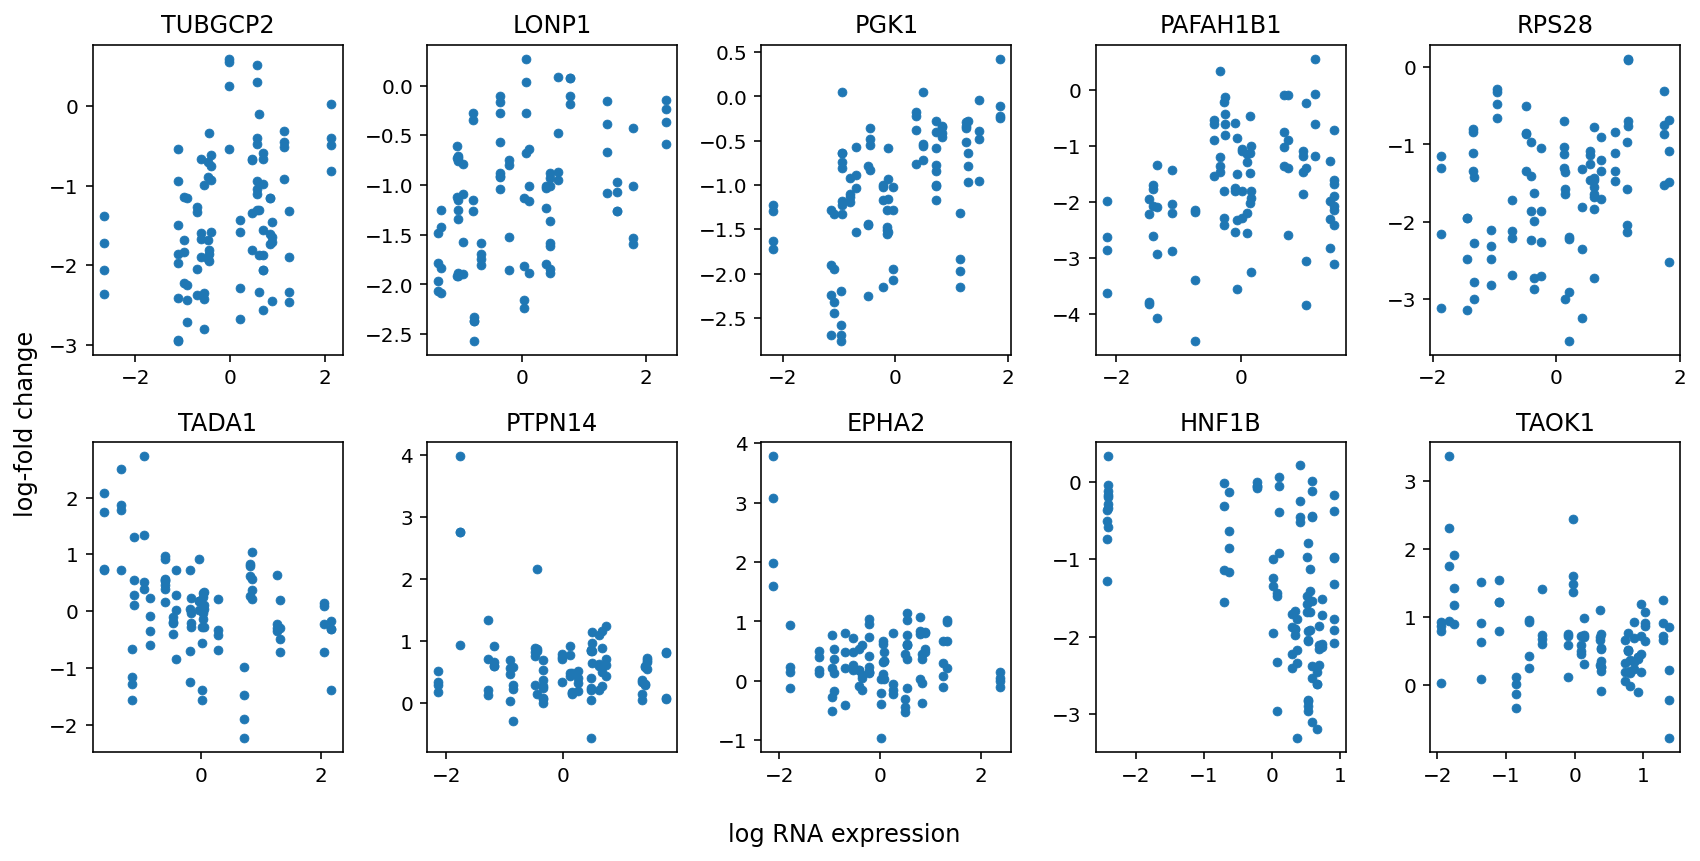 TUBGCP2 LONP1 PGK1 PAFAH1B1 RPS28
0 −1 −2 −3
−2 0 2
0.0 −0.5 −1.0 −1.5 −2.0 −2.5
0 2
0.5 0.0 −0.5 −1.0 −1.5 −2.0 −2.5
−2 0 2
0 −1 −2 −3 −4
−2 0
0 −1 −2 −3
−2 0 2
log-fold change
TADA1 PTPN14 EPHA2 HNF1B TAOK1
2 1 0 −1 −2
0 2
4 3 2 1 0
−2 0
4 3 2 1 0 −1
−2 0 2
0 −1 −2 −3
−2 −1 0 1
3 2 1 0
−2 −1 0 1
log RNA expression